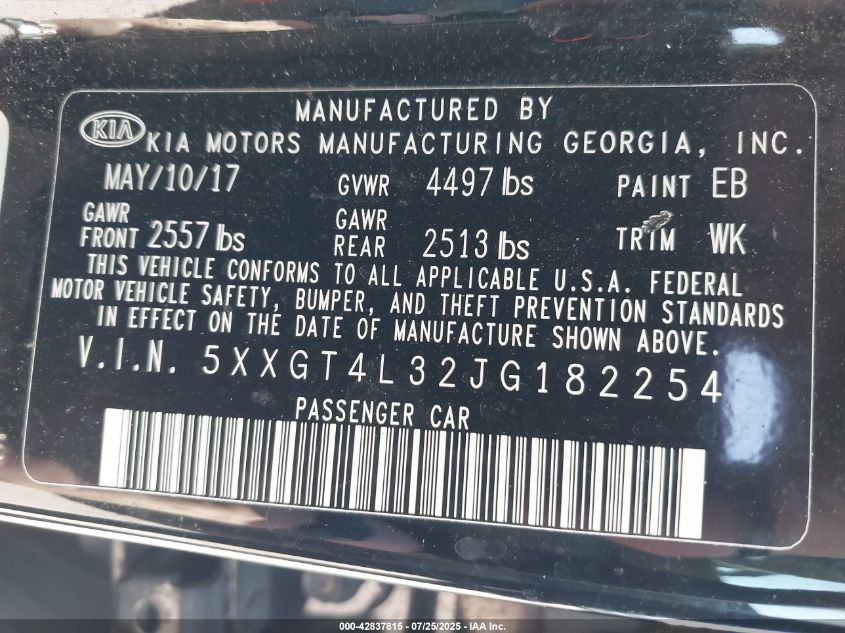 MANUFACTURED BY
KIA KIA MOTORS MANUFACTURING GEORGIA, INC.
MAY/10/17 GVWR 4497 lbs PAINT EB
GAWR FRONT 2557 lbs GAWR REAR 2513 lbs TRIM WK
THIS VEHICLE CONFORMS TO ALL APPLICABLE U.S.A. FEDERAL
MOTOR VEHICLE SAFETY, BUMPER, AND THEFT PREVENTION STANDARDS
IN EFFECT ON THE DATE OF MANUFACTURE SHOWN ABOVE.
V.I.N. 5XXGT4L32JG182254
PASSENGER CAR
000-42837815 - 07/25/2025 - IAA Inc.